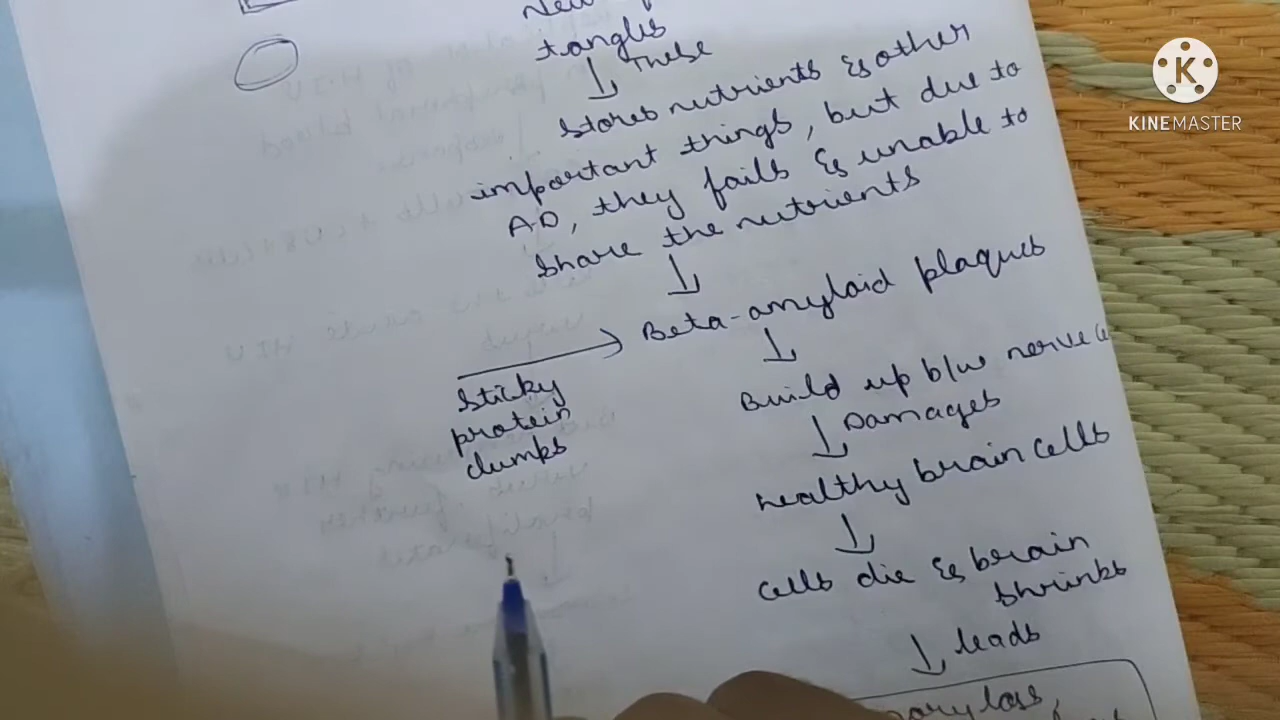 tangles
↓ These
stores nutrients & other
important things, but due to
AD, they fails & unable to
share the nutrients
↓
Beta-amyloid plaques
→
sticky
protein
clumps
↓
Build up b/w nerve
↓ Damages
healthy brain cells
↓
cells die & brain
shrinks
↓ leads
loss,
K
KINEMASTER